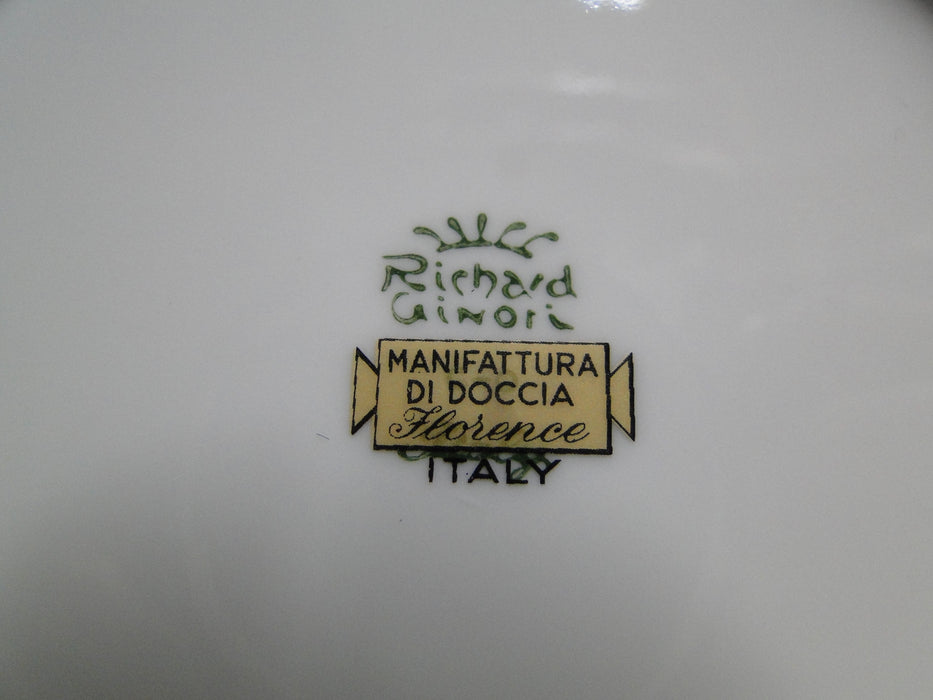 Richard
Ginori
MANIFATTURA
DI DOCCIA
Florence
ITALY